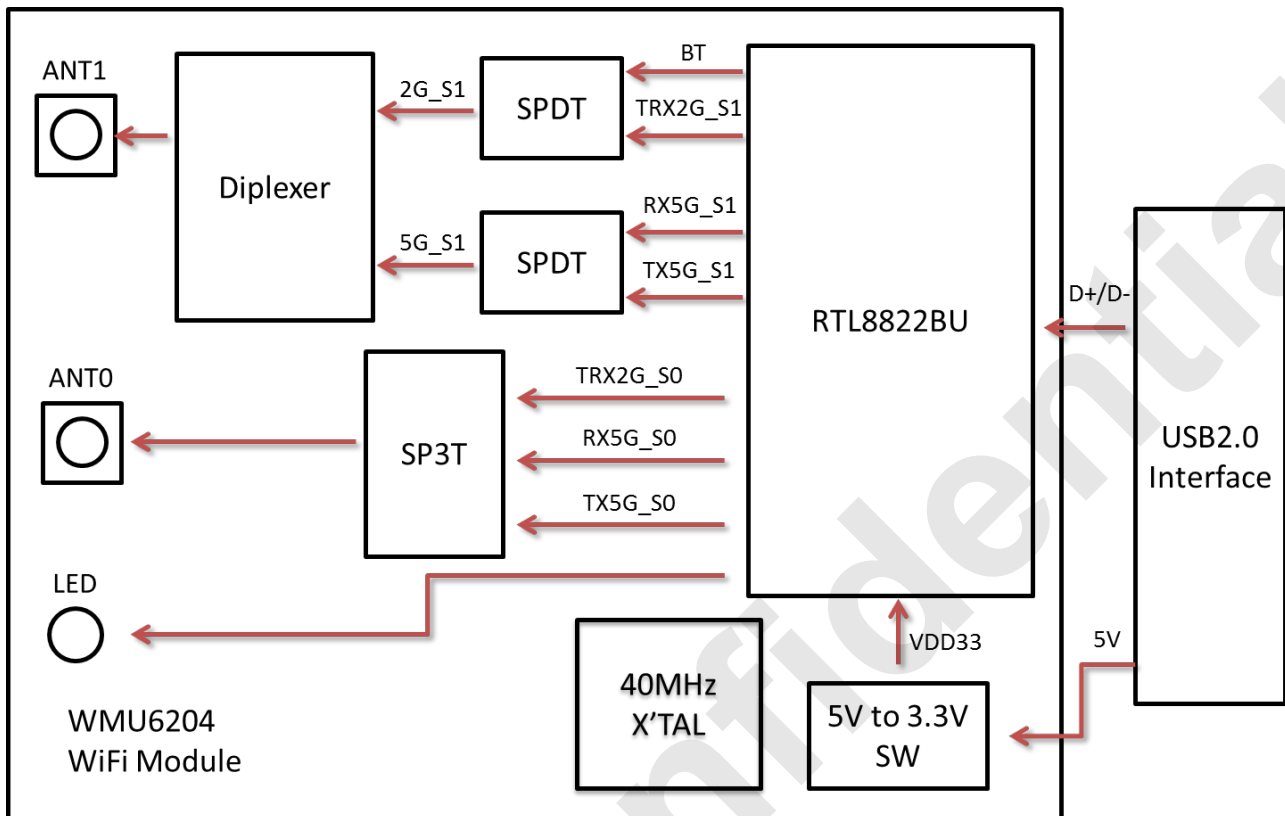 ANT1
Diplexer
2G_S1
5G_S1
SPDT
SPDT
BT
TRX2G_S1
RX5G_S1
TX5G_S1
RTL8822BU
D+/D-
USB2.0
Interface
ANT0
SP3T
TRX2G_S0
RX5G_S0
TX5G_S0
LED
VDD33
5V
40MHz
X'TAL
5V to 3.3V
SW
WMU6204
WiFi Module
nfidential